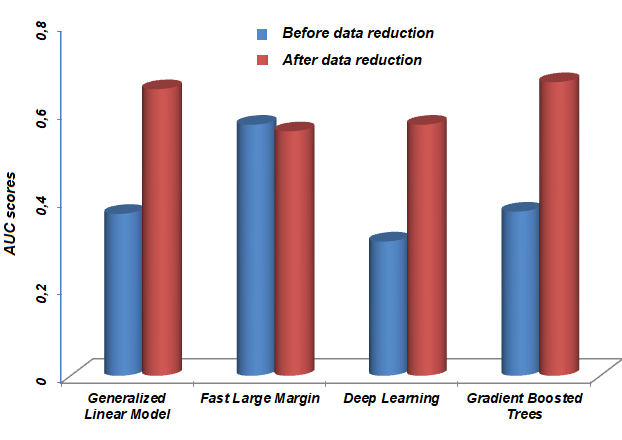 0,8
Before data reduction
After data reduction
0,6
0,4
0,2
0
AUC scores
Generalized
Linear Model
Fast Large Margin
Deep Learning
Gradient Boosted
Trees